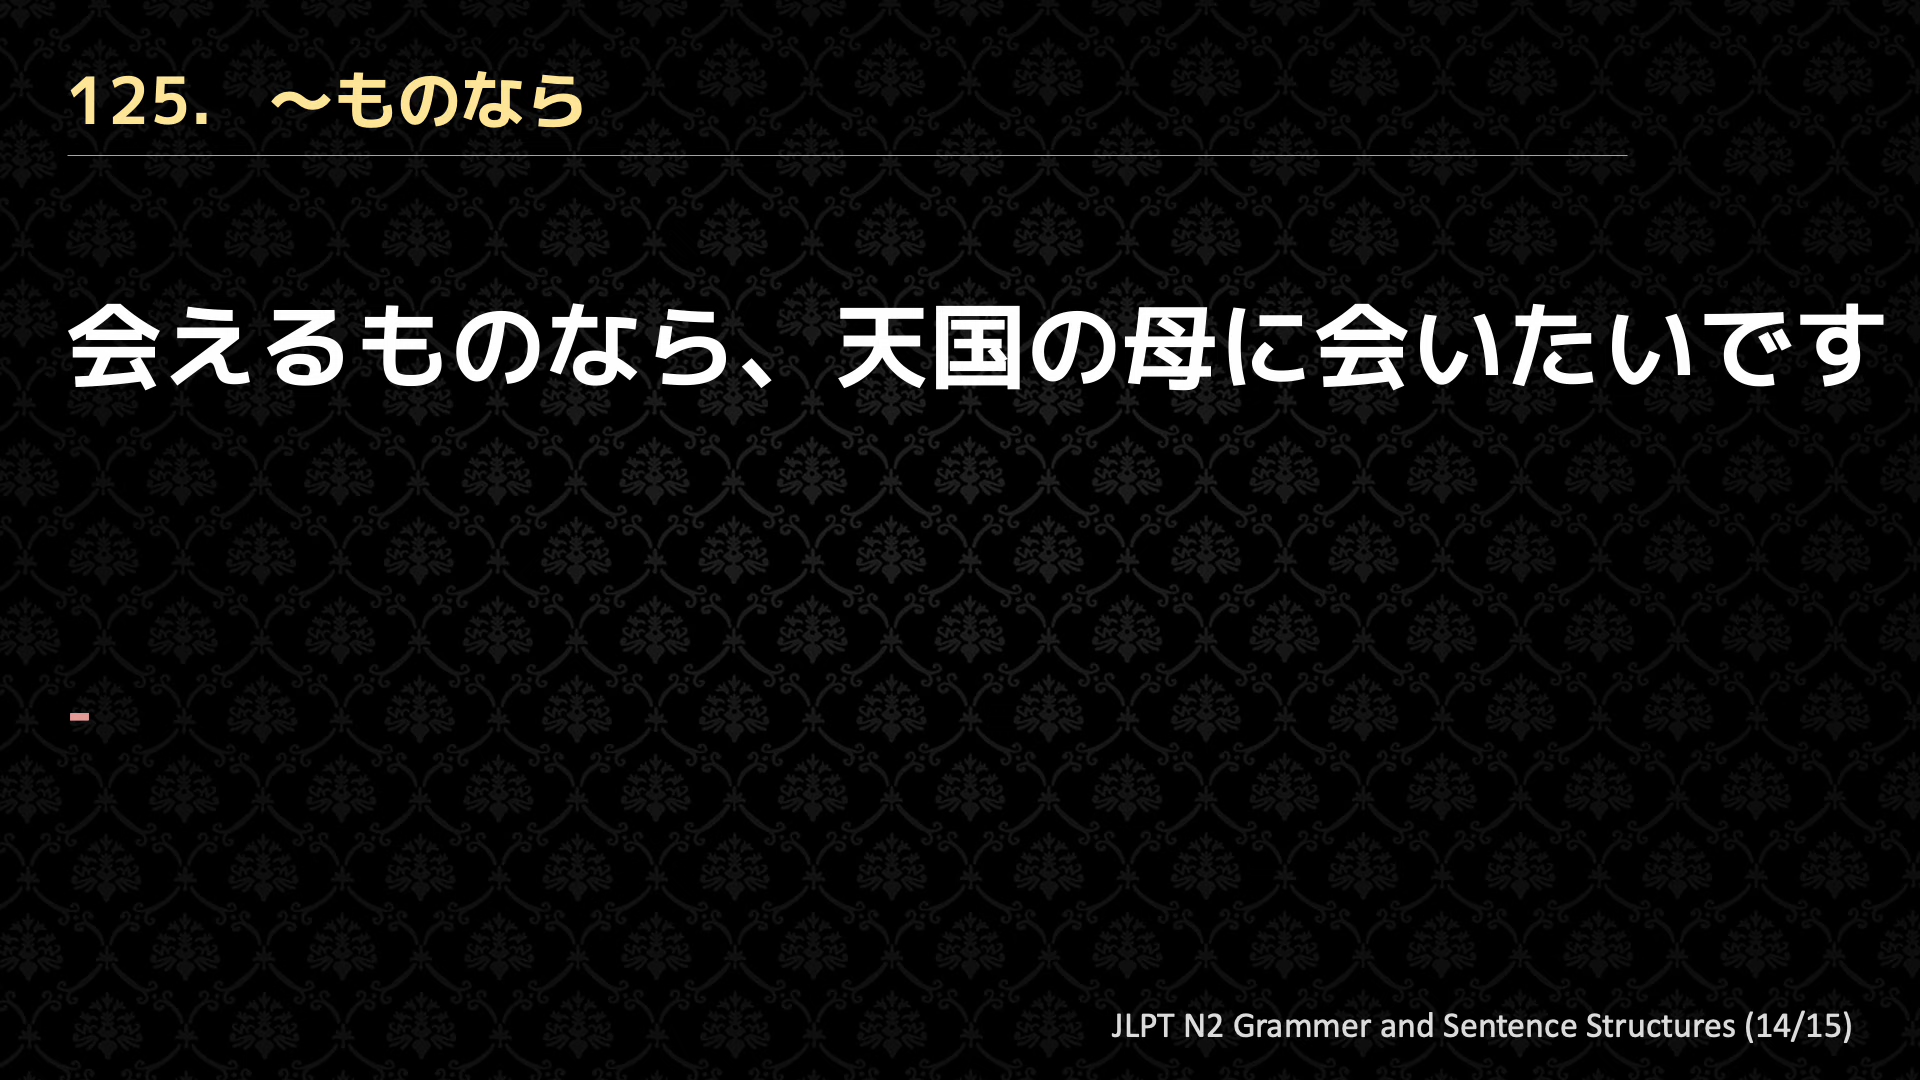 125.　〜ものなら
会えるものなら、天国の母に会いたいです
-
JLPT N2 Grammer and Sentence Structures (14/15)